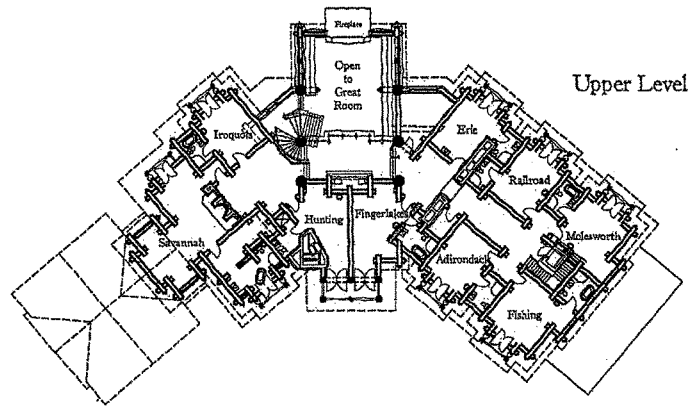 Fireplace
Open
to
Great
Room
Upper Level
Iroquois
Erie
Railroad
Hunting
Fingerlakes
Savannah
Molesworth
Adirondack
Fishing